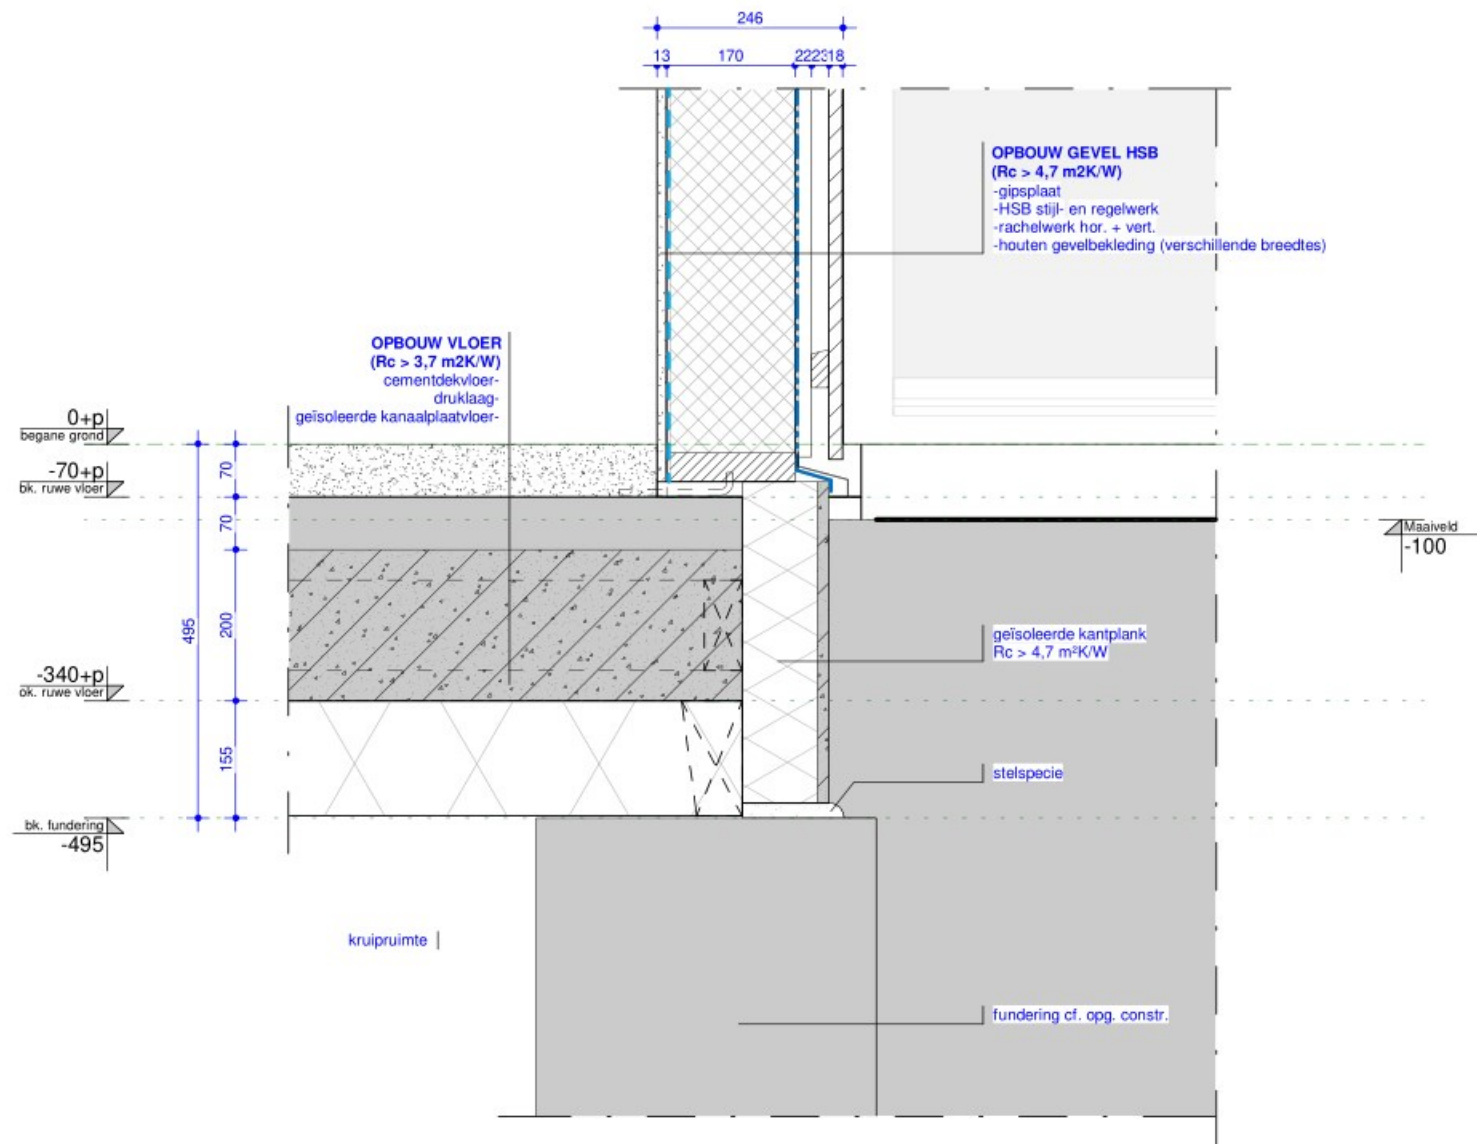 246
13 170 22 23 18
OPBOUW GEVEL HSB
(Rc > 4,7 m2K/W)
-gipsplaat
-HSB stijl- en regelwerk
-rachelwerk hor. + vert.
-houten gevelbekleding (verschillende breedtes)
OPBOUW VLOER
(Rc > 3,7 m2K/W)
cementdekvloer-
druklaag-
geïsoleerde kanaalplaatvloer-
0+p
begane grond
70
-70+p
bk. ruwe vloer
70
Maaiveld
-100
495
200
geïsoleerde kantplank
Rc > 4,7 m²K/W
-340+p
ok. ruwe vloer
155
stelspecie
bk. fundering
-495
kruipruimte
fundering cf. opg. constr.